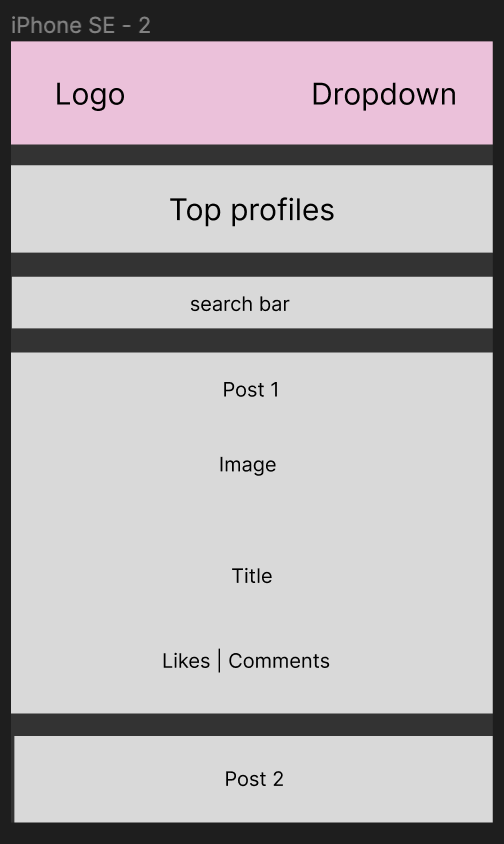 iPhone SE - 2
Logo Dropdown
Top profiles
search bar
Post 1
Image
Title
Likes | Comments
Post 2